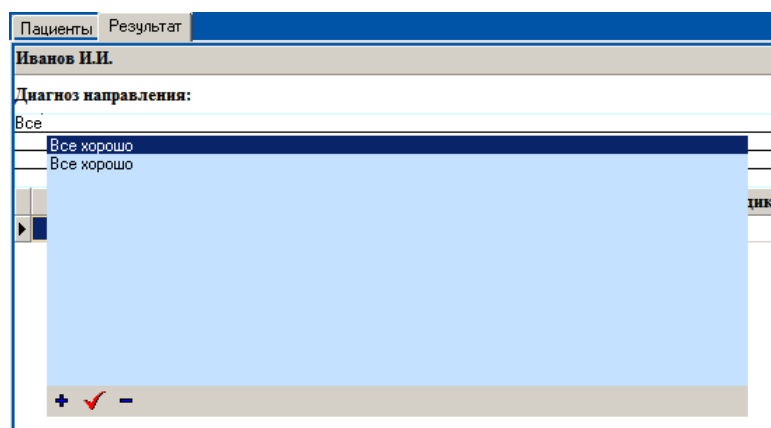 Пациенты Результат
Иванов И.И.
Диагноз направления:
Все
Все хорошо
Все хорошо